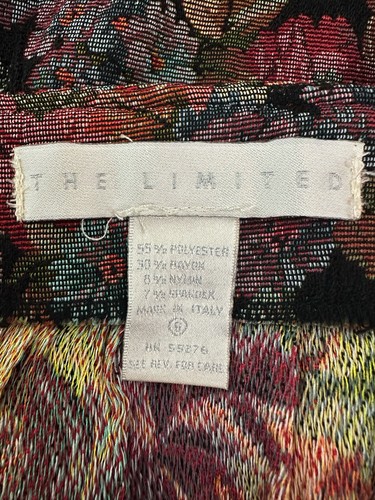 THE LIMITED
55% POLYESTER
30% RAYON
8% NYLON
7% SPANDEX
MADE IN ITALY
6
RN 55276
SEE REV. FOR CARE